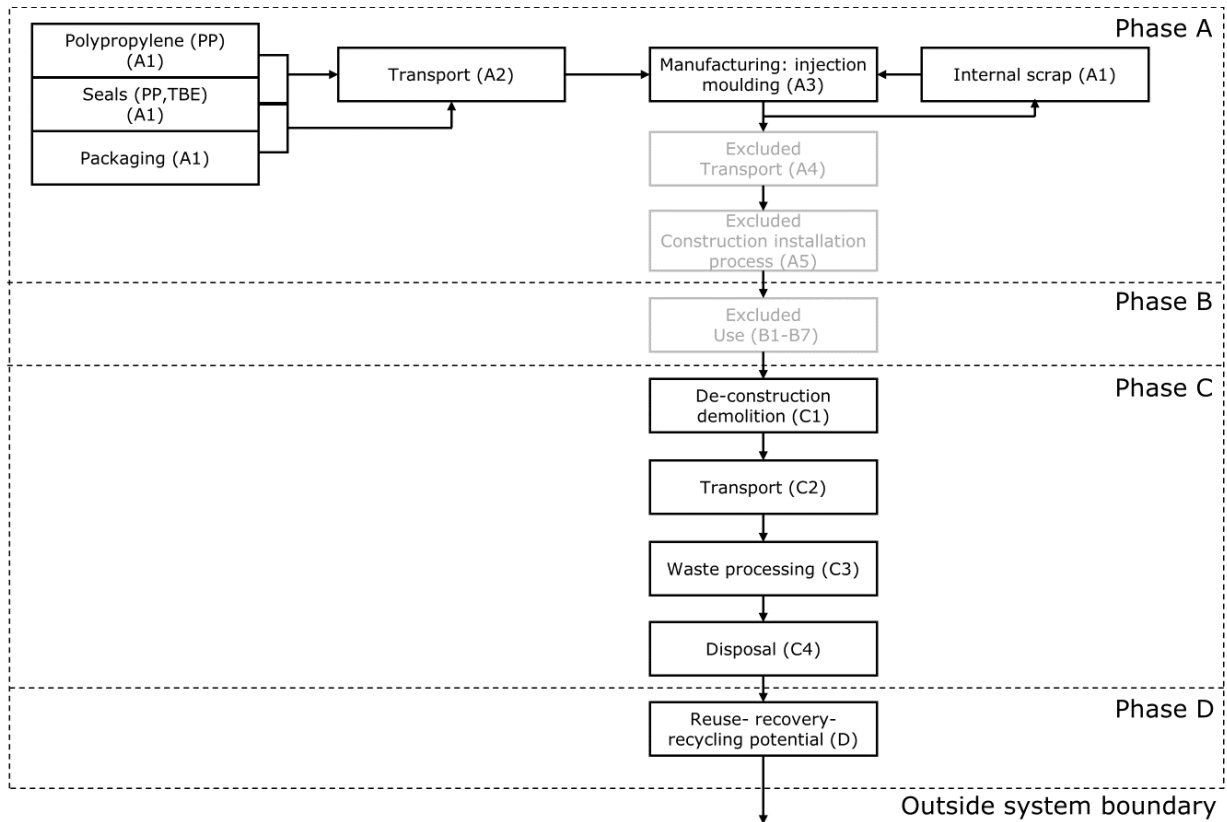 Phase A
Polypropylene (PP)
(A1)
Seals (PP,TBE)
(A1)
Packaging (A1)
Transport (A2)
Manufacturing: injection
moulding (A3)
Internal scrap (A1)
Excluded
Transport (A4)
Excluded
Construction installation
process (A5)
Phase B
Excluded
Use (B1-B7)
Phase C
De-construction
demolition (C1)
Transport (C2)
Waste processing (C3)
Disposal (C4)
Phase D
Reuse- recovery-
recycling potential (D)
Outside system boundary